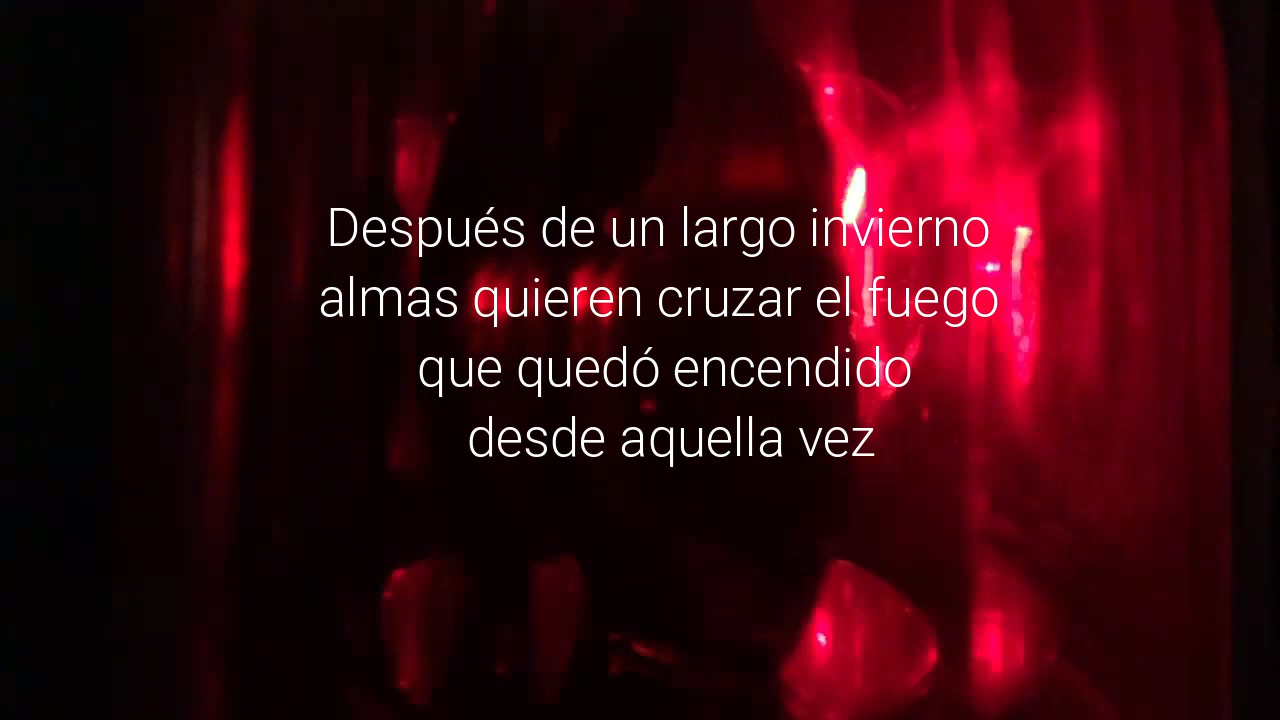 Después de un largo invierno
almas quieren cruzar el fuego
que quedó encendido
desde aquella vez